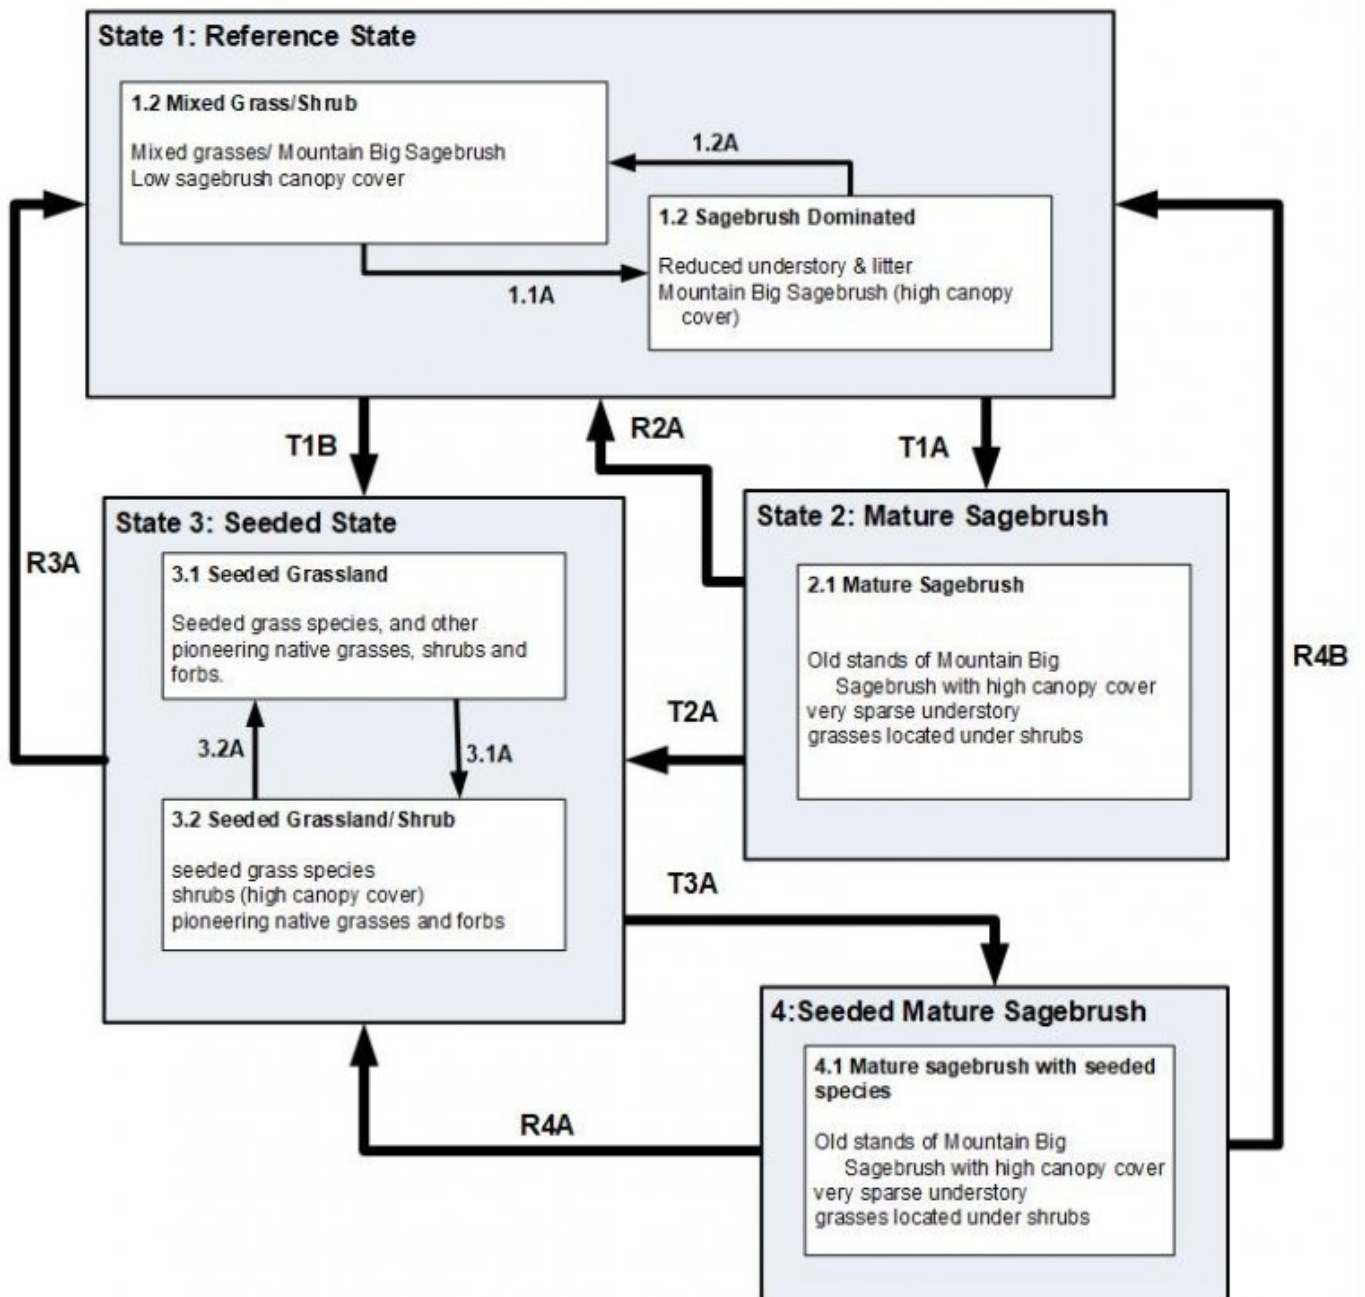 State 1: Reference State
1.2 Mixed Grass/Shrub
Mixed grasses/ Mountain Big Sagebrush
Low sagebrush canopy cover
1.2A
1.2 Sagebrush Dominated
Reduced understory & litter
Mountain Big Sagebrush (high canopy
cover)
1.1A
T1B
R2A
T1A
R3A
State 3: Seeded State
3.1 Seeded Grassland
Seeded grass species, and other
pioneering native grasses, shrubs and
forbs.
3.2A
3.1A
3.2 Seeded Grassland/Shrub
seeded grass species
shrubs (high canopy cover)
pioneering native grasses and forbs
State 2: Mature Sagebrush
2.1 Mature Sagebrush
Old stands of Mountain Big
Sagebrush with high canopy cover
very sparse understory
grasses located under shrubs
T2A
R4B
T3A
4:Seeded Mature Sagebrush
4.1 Mature sagebrush with seeded
species
Old stands of Mountain Big
Sagebrush with high canopy cover
very sparse understory
grasses located under shrubs
R4A